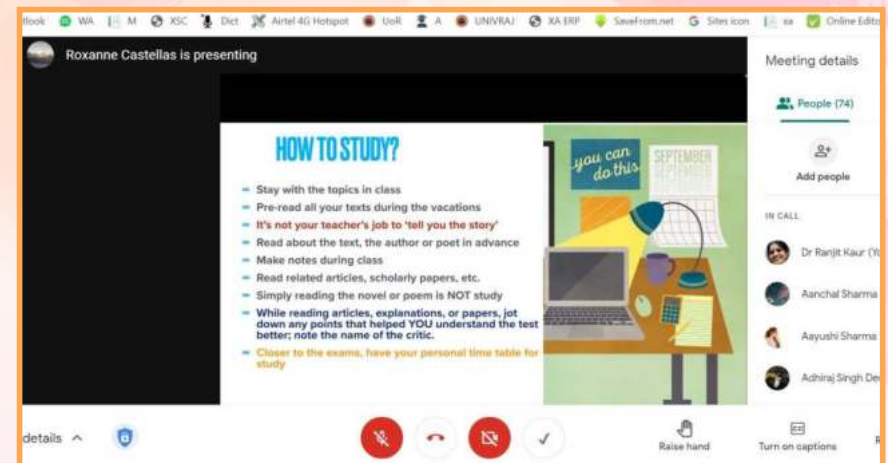 tlook WA M XSC Dict Airtel 4G Hotspot UoR A UNIVRAJ XA ERP SaveFrom.net Sites icon sa Online Edito
Roxanne Castellas is presenting
Meeting details
People (74)
Add people
IN CALL
Dr Ranjit Kaur (Yo
Aanchal Sharma
Aayushi Sharma
Adhiraj Singh De
HOW TO STUDY?
Stay with the topics in class
Pre-read all your texts during the vacations
It's not your teacher's job to 'tell you the story'
Read about the text, the author or poet in advance
Make notes during class
Read related articles, scholarly papers, etc.
Simply reading the novel or poem is NOT study
While reading articles, explanations, or papers, jot
down any points that helped YOU understand the test
better; note the name of the critic.
Closer to the exams, have your personal time table for
study
you can
do this
SEPTEMBER
SEPTEMBER
details
Raise hand
Turn on captions